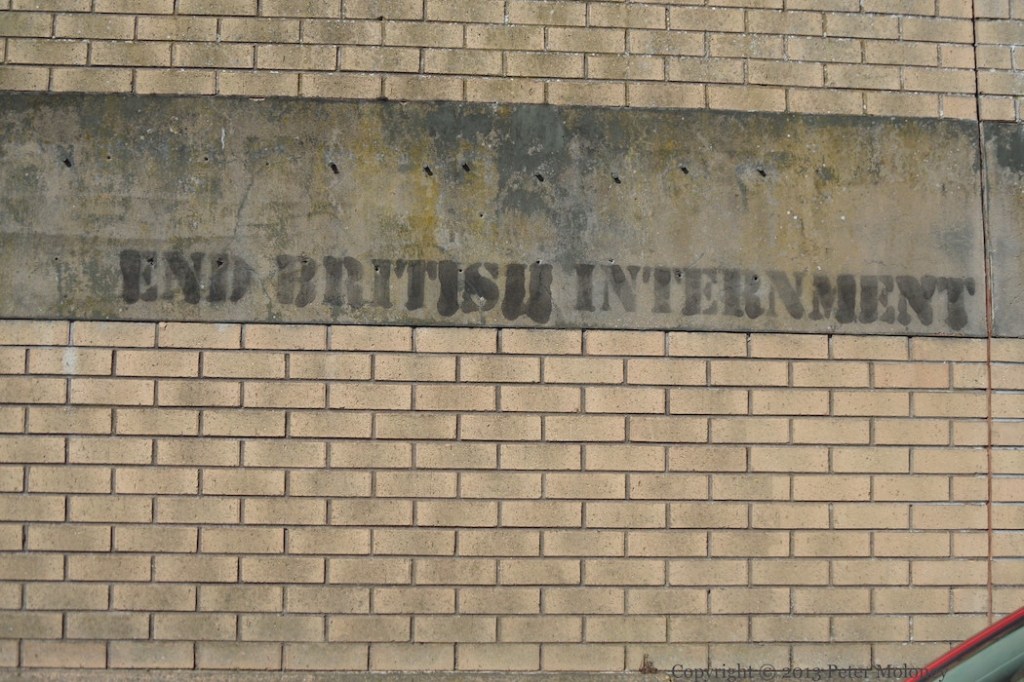 END BRITISH INTERNMENT
Copyright © 2013 Peter Moloney